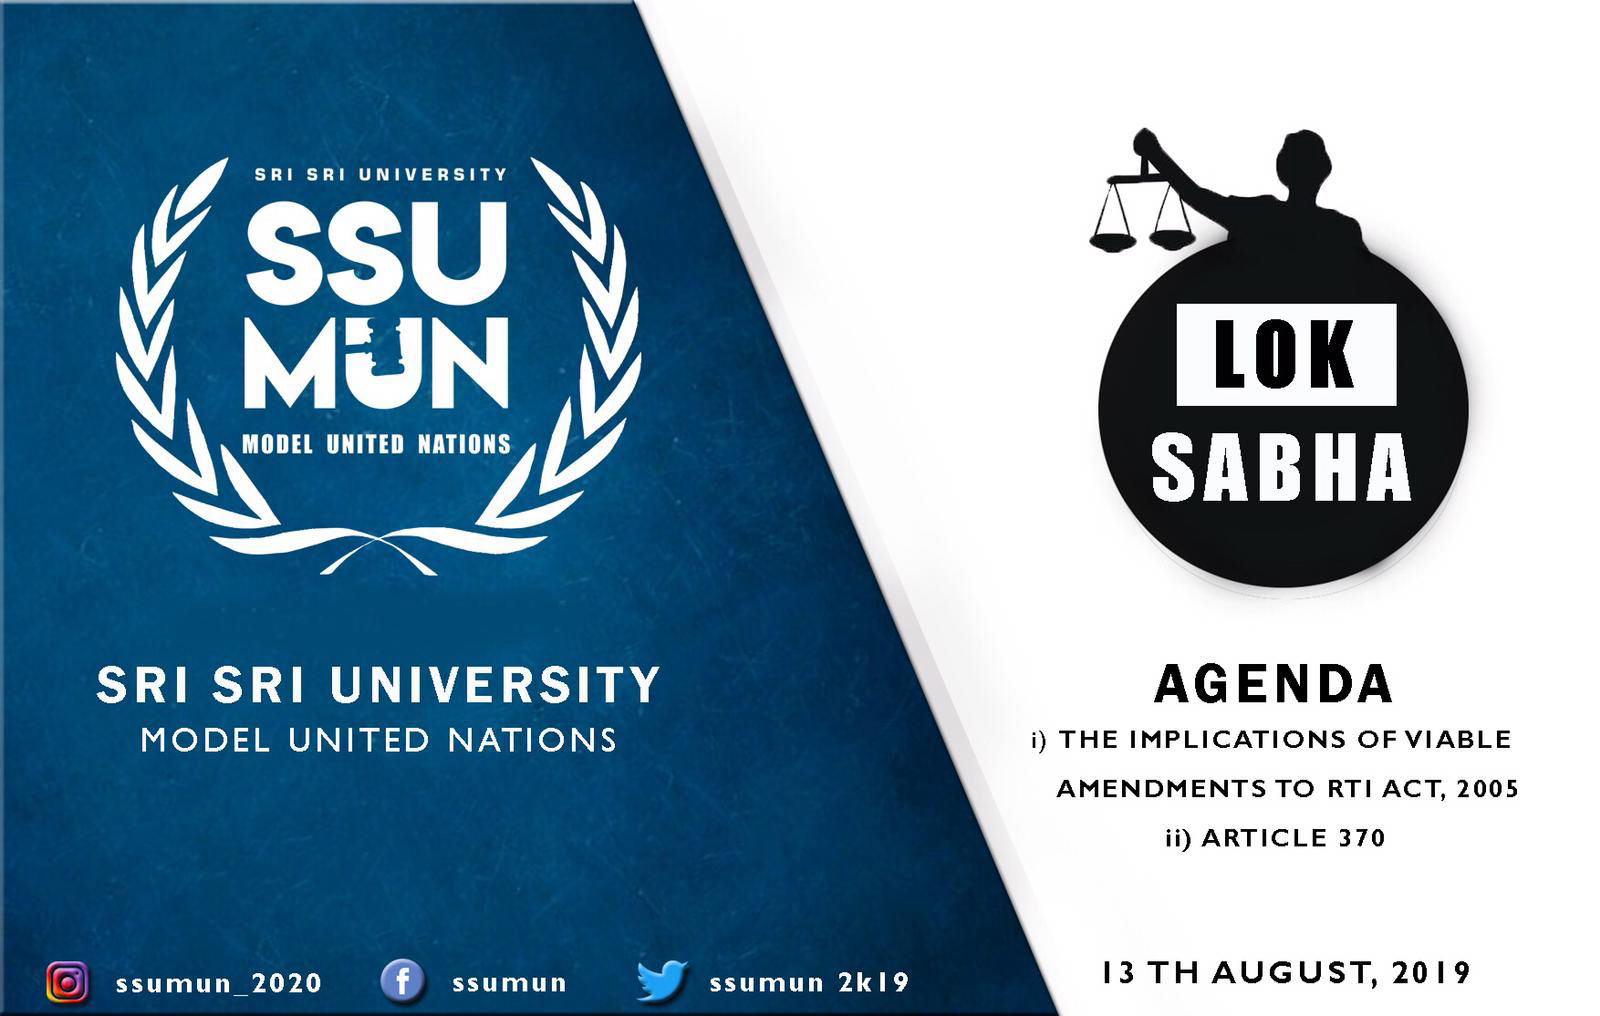 SRI SRI UNIVERSITY
SSU
MUN
MODEL UNITED NATIONS
SRI SRI UNIVERSITY
MODEL UNITED NATIONS
ssumun_2020
ssumun
ssumun 2k19
LOK
SABHA
AGENDA
i) THE IMPLICATIONS OF VIABLE
AMENDMENTS TO RTI ACT, 2005
ii) ARTICLE 370
13 TH AUGUST, 2019